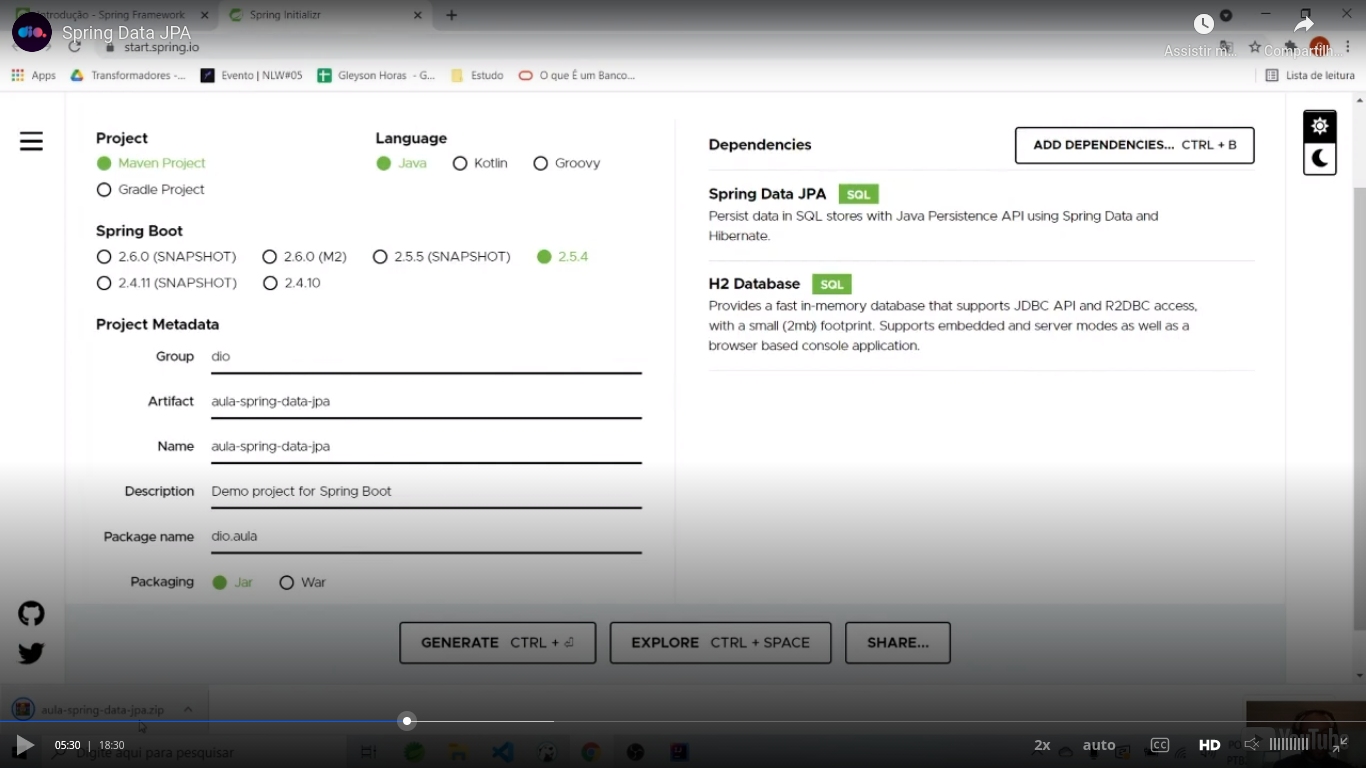 Introdução - Spring Framework
Spring Initializr
dio.
Spring Data JPA
start.spring.io
Assistir m...
Compartilh...
Apps
Transformadores -...
Evento | NLW#05
Gleyson Horas - G...
Estudo
O que É um Banco...
Lista de leitura
Project
Maven Project
Gradle Project
Language
Java Kotlin Groovy
Spring Boot
2.6.0 (SNAPSHOT) 2.6.0 (M2) 2.5.5 (SNAPSHOT) 2.5.4
2.4.11 (SNAPSHOT) 2.4.10
Project Metadata
Group dio
Artifact aula-spring-data-jpa
Name aula-spring-data-jpa
Description Demo project for Spring Boot
Package name dio.aula
Packaging Jar War
Dependencies
ADD DEPENDENCIES... CTRL + B
Spring Data JPA SQL
Persist data in SQL stores with Java Persistence API using Spring Data and
Hibernate.
H2 Database SQL
Provides a fast in-memory database that supports JDBC API and R2DBC access,
with a small (2mb) footprint. Supports embedded and server modes as well as a
browser based console application.
GENERATE CTRL + ⏎
EXPLORE CTRL + SPACE
SHARE...
aula-spring-data-jpa.zip
05:30 | 18:30
Digite aqui para pesquisar
2x
auto
CC
HD
YouTube